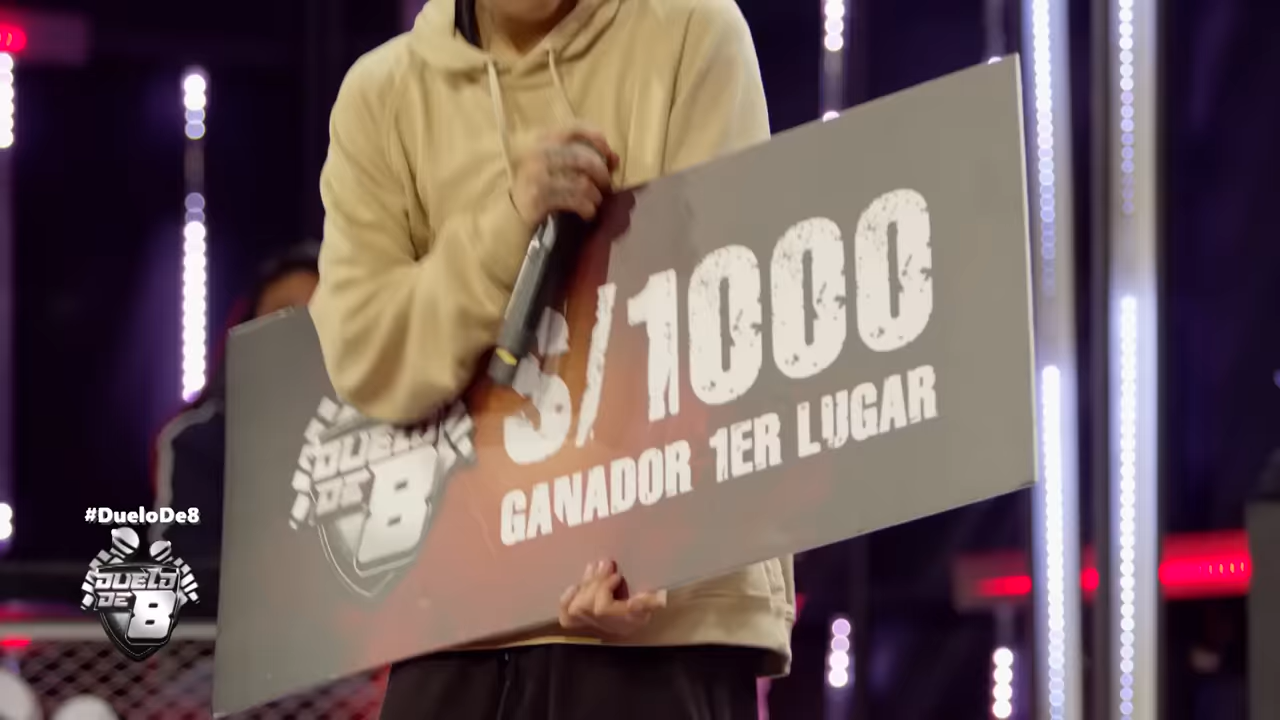 S/1000
GANADOR 1ER LUGAR
DUELO
DE 8
#DueloDe8
DUELO
DE 8